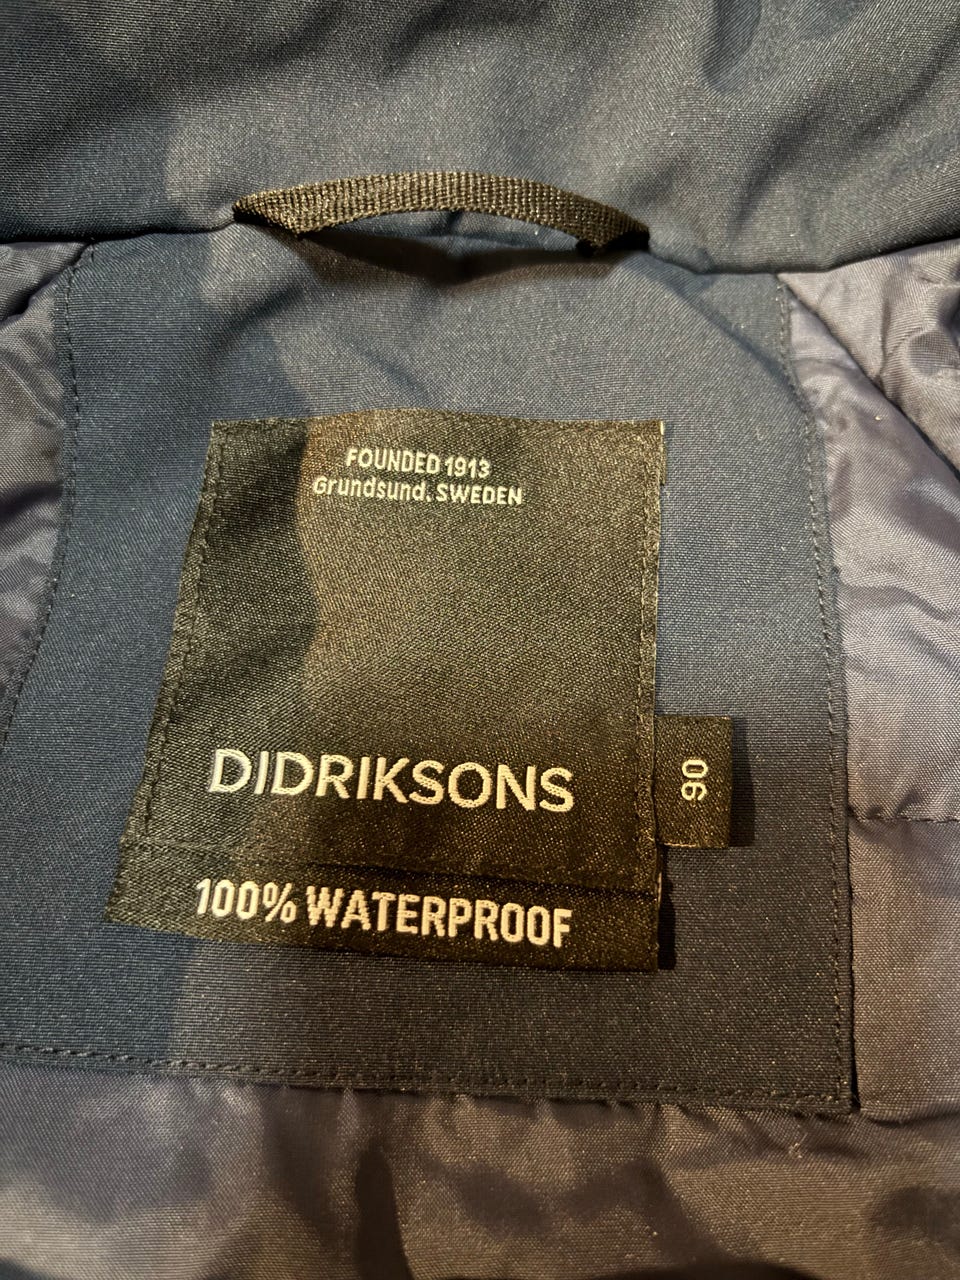 FOUNDED 1913
Grundsund. SWEDEN
DIDRIKSONS
90
100% WATERPROOF